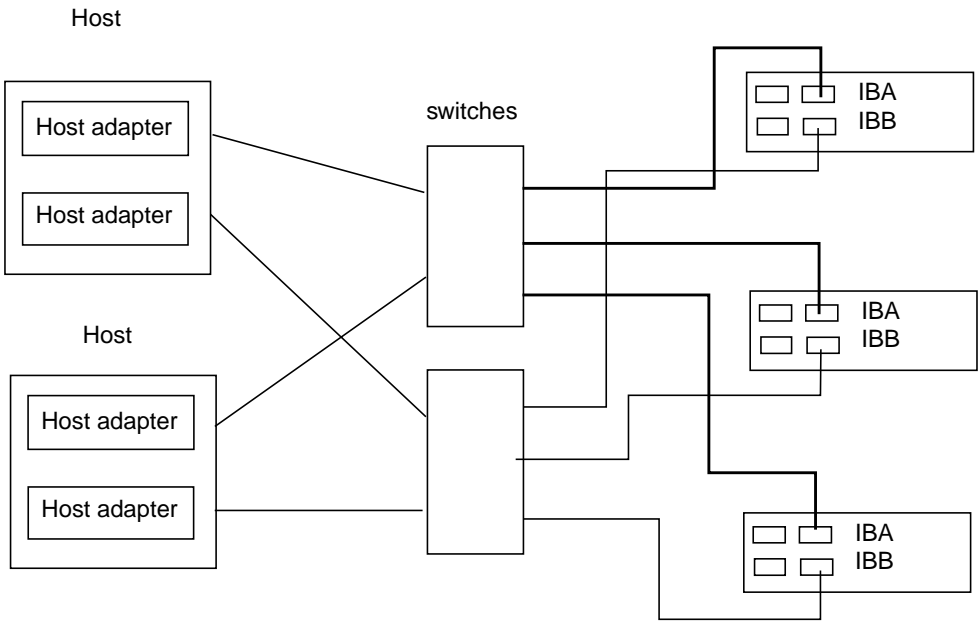 Host
Host adapter
Host adapter
switches
IBA
IBB
Host
Host adapter
Host adapter
IBA
IBB
IBA
IBB